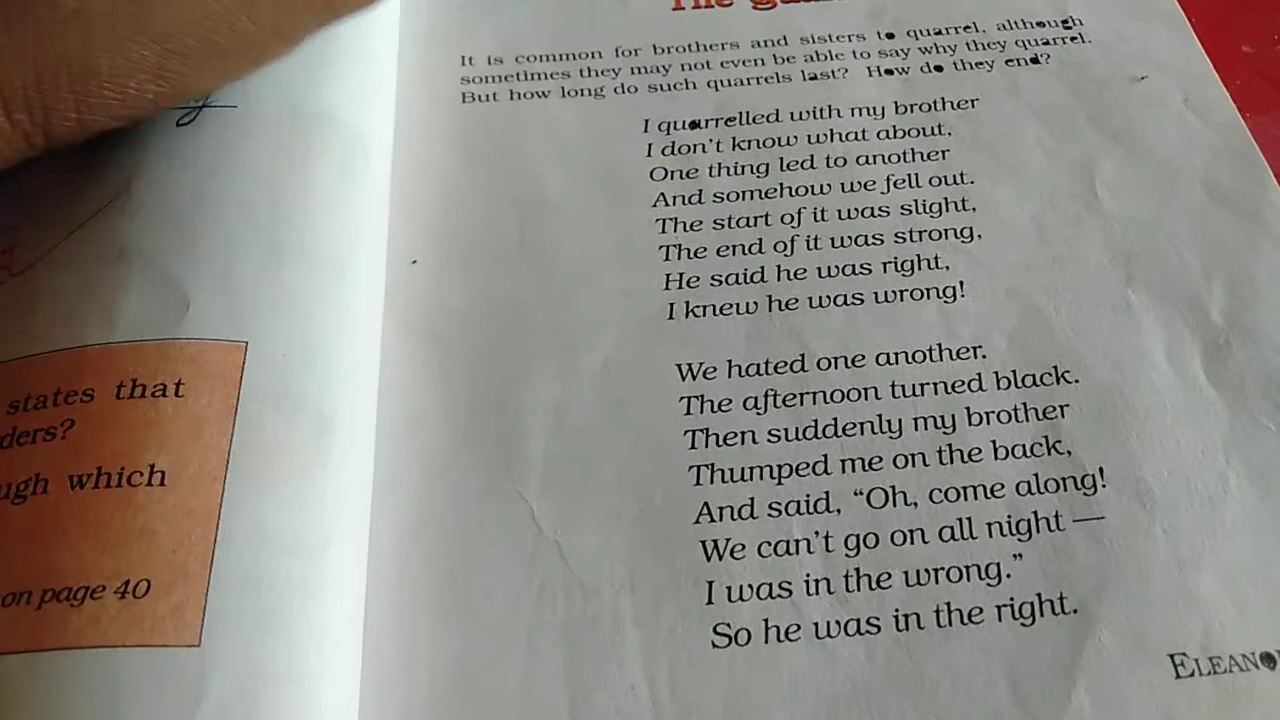 states that
ders?
ugh which
on page 40
The
It is common for brothers and sisters to quarrel, although
sometimes they may not even be able to say why they quarrel.
But how long do such quarrels last? How do they end?
I quarrelled with my brother
I don't know what about,
One thing led to another
And somehow we fell out.
The start of it was slight,
The end of it was strong,
He said he was right,
I knew he was wrong!
We hated one another.
The afternoon turned black.
Then suddenly my brother
Thumped me on the back,
And said, “Oh, come along!
We can't go on all night —
I was in the wrong.”
So he was in the right.
ELEANO